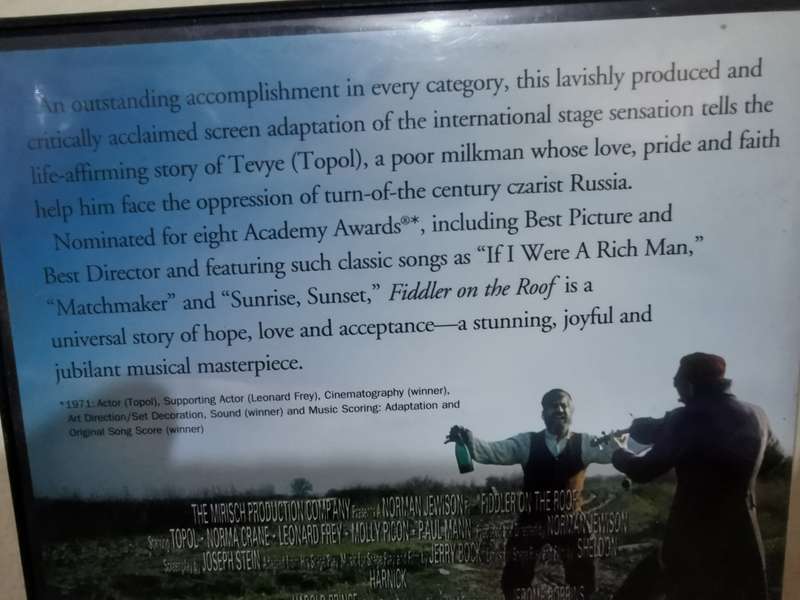 An outstanding accomplishment in every category, this lavishly produced and
critically acclaimed screen adaptation of the international stage sensation tells the
life-affirming story of Tevye (Topol), a poor milkman whose love, pride and faith
help him face the oppression of turn-of-the century czarist Russia.
Nominated for eight Academy Awards®*, including Best Picture and
Best Director and featuring such classic songs as “If I Were A Rich Man,”
“Matchmaker” and “Sunrise, Sunset,” Fiddler on the Roof is a
universal story of hope, love and acceptance—a stunning, joyful and
jubilant musical masterpiece.
*1971: Actor (Topol), Supporting Actor (Leonard Frey), Cinematography (winner),
Art Direction/Set Decoration, Sound (winner) and Music Scoring: Adaptation and
Original Song Score (winner)
THE MIRISCH PRODUCTION COMPANY Presents A NORMAN JEWISON "FIDDLER ON THE ROOF"
Starring TOPOL • NORMA CRANE • LEONARD FREY • MOLLY PICON • PAUL MANN NORMAN JEWISON
Screenplay by JOSEPH STEIN JERRY BOCK SHELDON
HARNICK
HAROLD PRINCE